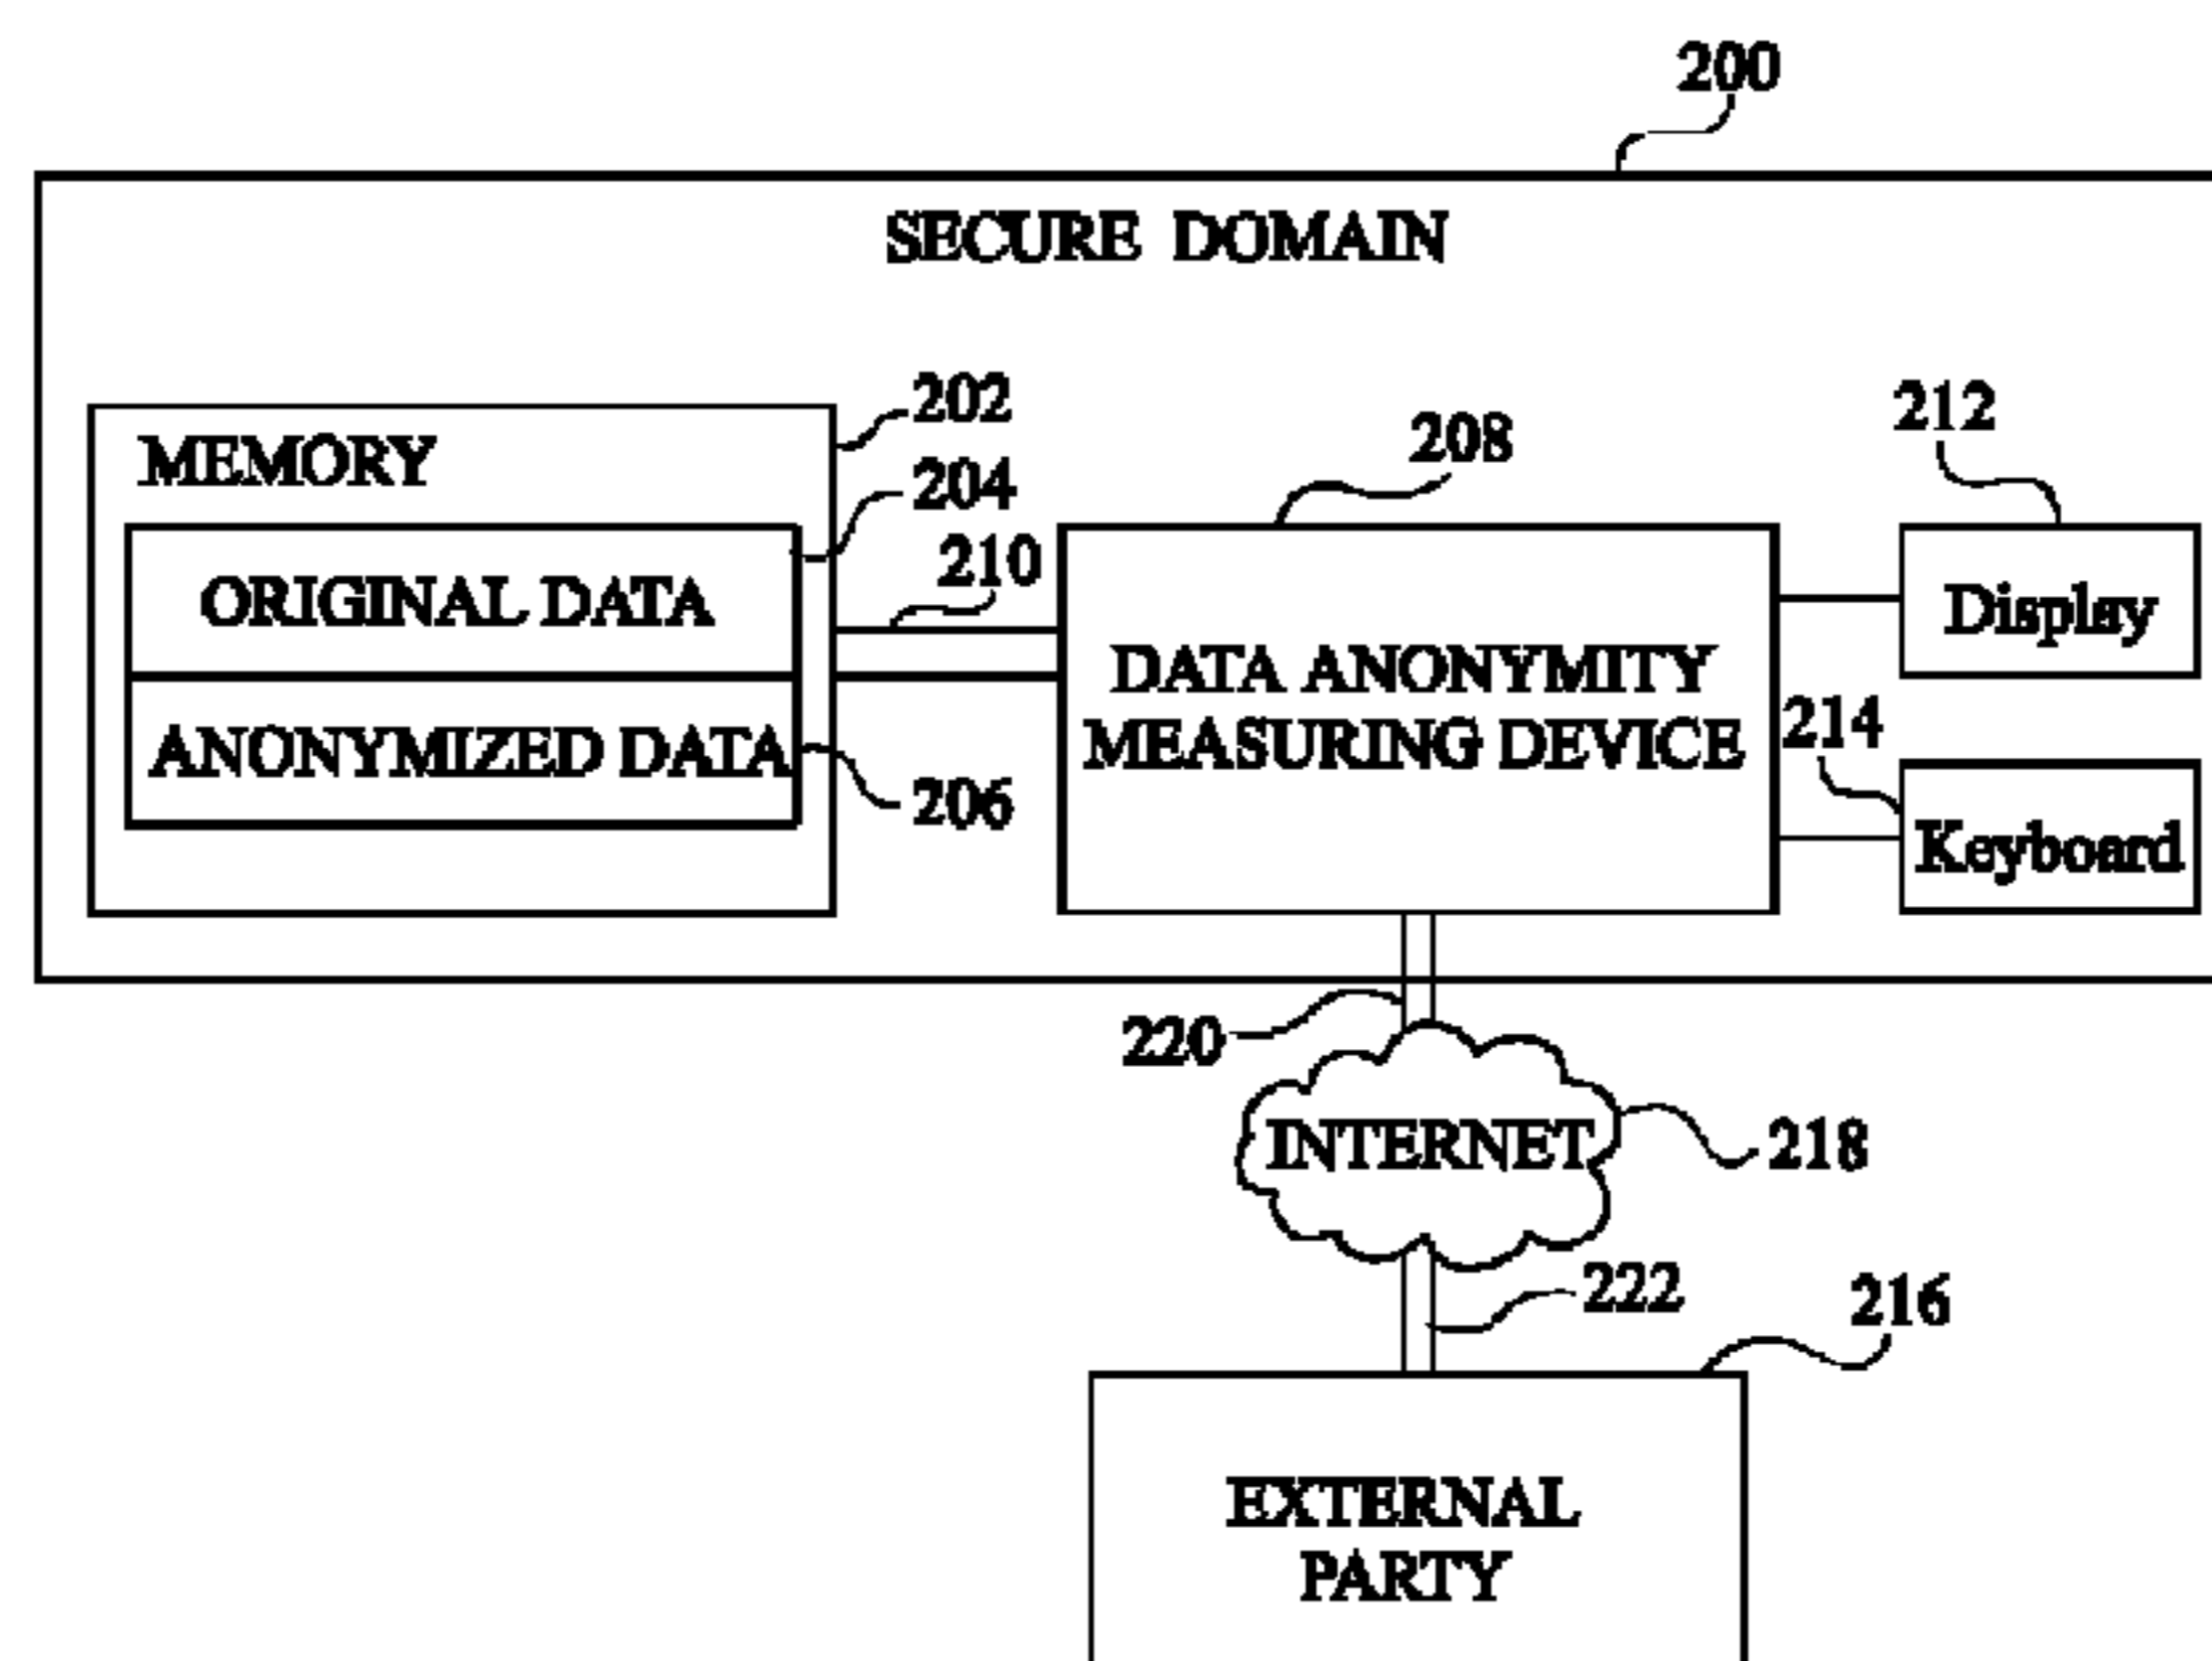 200
SECURE DOMAIN
202
MEMORY
204
210
ORIGINAL DATA
ANONYMIZED DATA
206
208
DATA ANONYMITY
MEASURING DEVICE
212
Display
214
Keyboard
220
INTERNET
218
222
216
EXTERNAL
PARTY